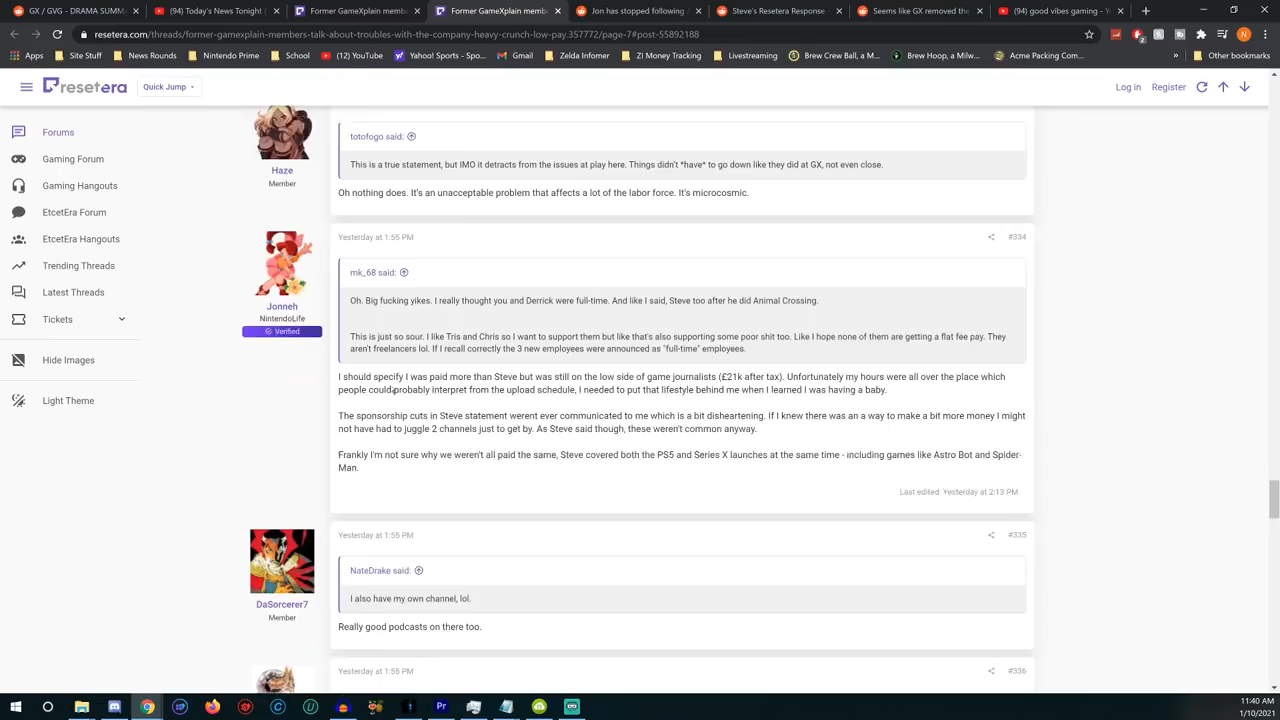 GX / GVG - DRAMA SUMMA
(94) Today's News Tonight
Former GameXplain members
Former GameXplain members
Jon has stopped following
Steve's Resetera Response
Seems like GX removed the
(94) good vibes gaming - Yo
resetera.com/threads/former-gamexplain-members-talk-about-troubles-with-the-company-heavy-crunch-low-pay.357772/page-7#post-55892188
Apps
Site Stuff
News Rounds
Nintendo Prime
School
(12) YouTube
Yahoo! Sports - Sp...
Gmail
Zelda Infomer
ZI Money Tracking
Livestreaming
Brew Crew Ball, a M...
Brew Hoop, a Milw...
Acme Packing Com...
Other bookmarks
resetera
Quick Jump
Log in
Register
Forums
Gaming Forum
Gaming Hangouts
EtcetEra Forum
EtcetEra Hangouts
Trending Threads
Latest Threads
Tickets
Hide Images
Light Theme
Haze
Member
totofogo said:
This is a true statement, but IMO it detracts from the issues at play here. Things didn't *have* to go down like they did at GX, not even close.
Oh nothing does. It's an unacceptable problem that affects a lot of the labor force. It's microcosmic.
Jonneh
NintendoLife
Verified
Yesterday at 1:55 PM
#334
mk_68 said:
Oh. Big fucking yikes. I really thought you and Derrick were full-time. And like I said, Steve too after he did Animal Crossing.
This is just so sour. I like Tris and Chris so I want to support them but like that's also supporting some poor shit too. Like I hope none of them are getting a flat fee pay. They
aren't freelancers lol. If I recall correctly the 3 new employees were announced as "full-time" employees.
I should specify I was paid more than Steve but was still on the low side of game journalists (£21k after tax). Unfortunately my hours were all over the place which
people could probably interpret from the upload schedule, I needed to put that lifestyle behind me when I learned I was having a baby.
The sponsorship cuts in Steve statement werent ever communicated to me which is a bit disheartening. If I knew there was an a way to make a bit more money I might
not have had to juggle 2 channels just to get by. As Steve said though, these weren't common anyway.
Frankly I'm not sure why we weren't all paid the same, Steve covered both the PS5 and Series X launches at the same time - including games like Astro Bot and Spider-
Man.
Last edited: Yesterday at 2:13 PM
DaSorcerer7
Member
Yesterday at 1:55 PM
#335
NateDrake said:
I also have my own channel, lol.
Really good podcasts on there too.
Yesterday at 1:55 PM
#336
11:40 AM
1/10/2021